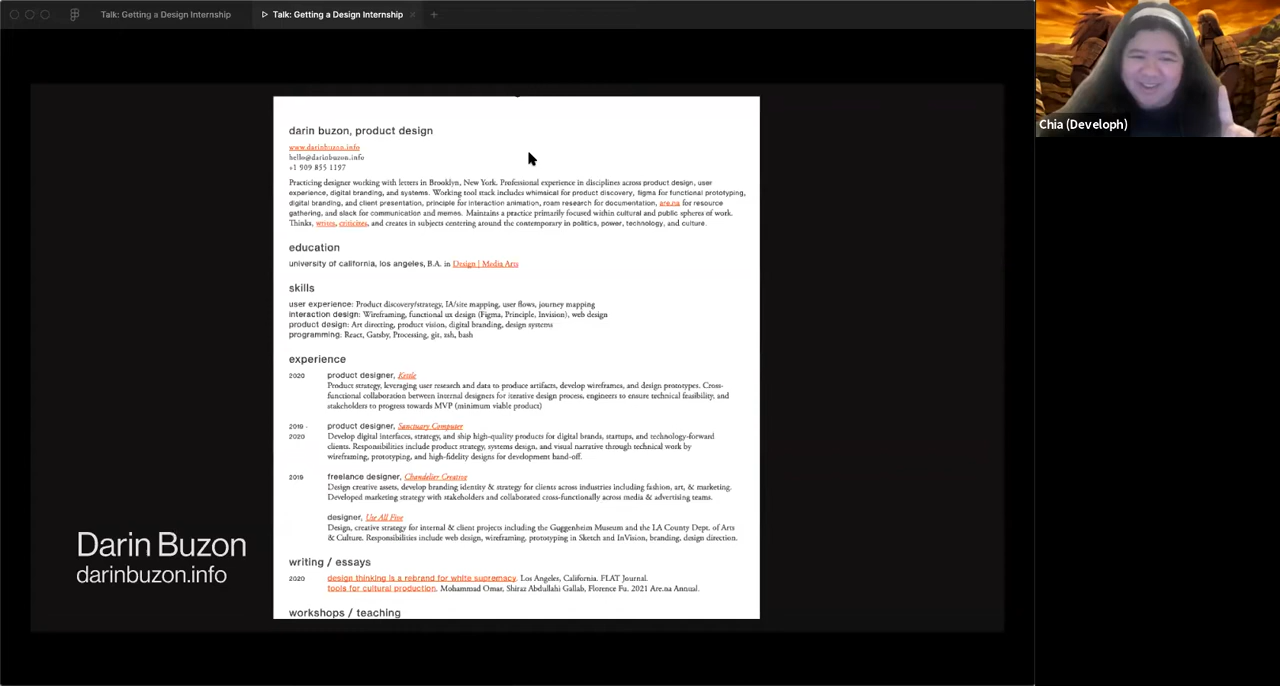 Talk: Getting a Design Internship
Talk: Getting a Design Internship
Chia (Developh)
darin buzon, product design
www.darinbuzon.info
hello@darinbuzon.info
+1 909 855 1197
Practicing designer working with letters in Brooklyn, New York. Professional experience in disciplines across product design, user
experience, digital branding, and systems. Working tool stack includes whimsical for product discovery, figma for functional prototyping,
digital branding, and client presentation, principle for interaction animation, roam research for documentation, are.na for resource
gathering, and slack for communication and memes. Maintains a practice primarily focused within cultural and public spheres of work.
Thinks, writes, criticizes, and creates in subjects centering around the contemporary in politics, power, technology, and culture.
education
university of california, los angeles, B.A. in Design | Media Arts
skills
user experience: Product discovery/strategy, IA/site mapping, user flows, journey mapping
interaction design: Wireframing, functional ux design (Figma, Principle, Invision), web design
product design: Art directing, product vision, digital branding, design systems
programming: React, Gatsby, Processing, git, zsh, bash
experience
2020 product designer, Kettle
Product strategy, leveraging user research and data to produce artifacts, develop wireframes, and design prototypes. Cross-
functional collaboration between internal designers for iterative design process, engineers to ensure technical feasibility, and
stakeholders to progress towards MVP (minimum viable product)
2019 - product designer, Sanctuary Computer
2020 Develop digital interfaces, strategy, and ship high-quality products for digital brands, startups, and technology-forward
clients. Responsibilities include product strategy, systems design, and visual narrative through technical work by
wireframing, prototyping, and high-fidelity designs for development hand-off.
2019 freelance designer, Chandelier Creative
Design creative assets, develop branding identity & strategy for clients across industries including fashion, art, & marketing.
Developed marketing strategy with stakeholders and collaborated cross-functionally across media & advertising teams.
designer, Use All Five
Design, creative strategy for internal & client projects including the Guggenheim Museum and the LA County Dept. of Arts
& Culture. Responsibilities include web design, wireframing, prototyping in Sketch and InVision, branding, design direction.
writing / essays
2020 design thinking is a rebrand for white supremacy. Los Angeles, California. FLAT Journal.
tools for cultural production. Mohammad Omar, Shiraz Abdullahi Gallab, Florence Fu. 2021 Are.na Annual.
workshops / teaching
Darin Buzon
darinbuzon.info